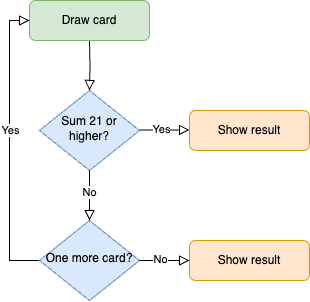 Draw card
Sum 21 or
higher?
Yes
Show result
Yes
No
One more card?
No
Show result